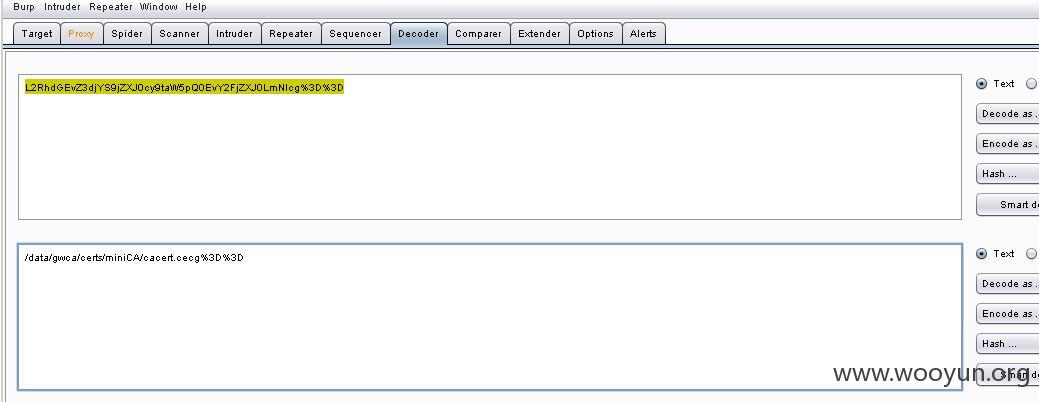 Burp Intruder Repeater Window Help
Target Proxy Spider Scanner Intruder Repeater Sequencer Decoder Comparer Extender Options Alerts
L2RhdGEvZ3djYS9jZXJ0cy9taW5pQ0EvY2FjZXJ0LmNlcg%3D%3D
Text
Decode as ..
Encode as ..
Hash ...
Smart de
/data/gwca/certs/miniCA/cacert.cecg%3D%3D
Text
Decode as ..
Encode as ..
Hash ...
Smart de
www.wooyun.org